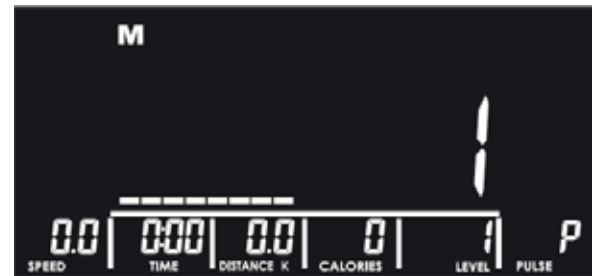 M
1
0.0 0:00 0.0 0 1 P
SPEED TIME DISTANCE K CALORIES LEVEL PULSE